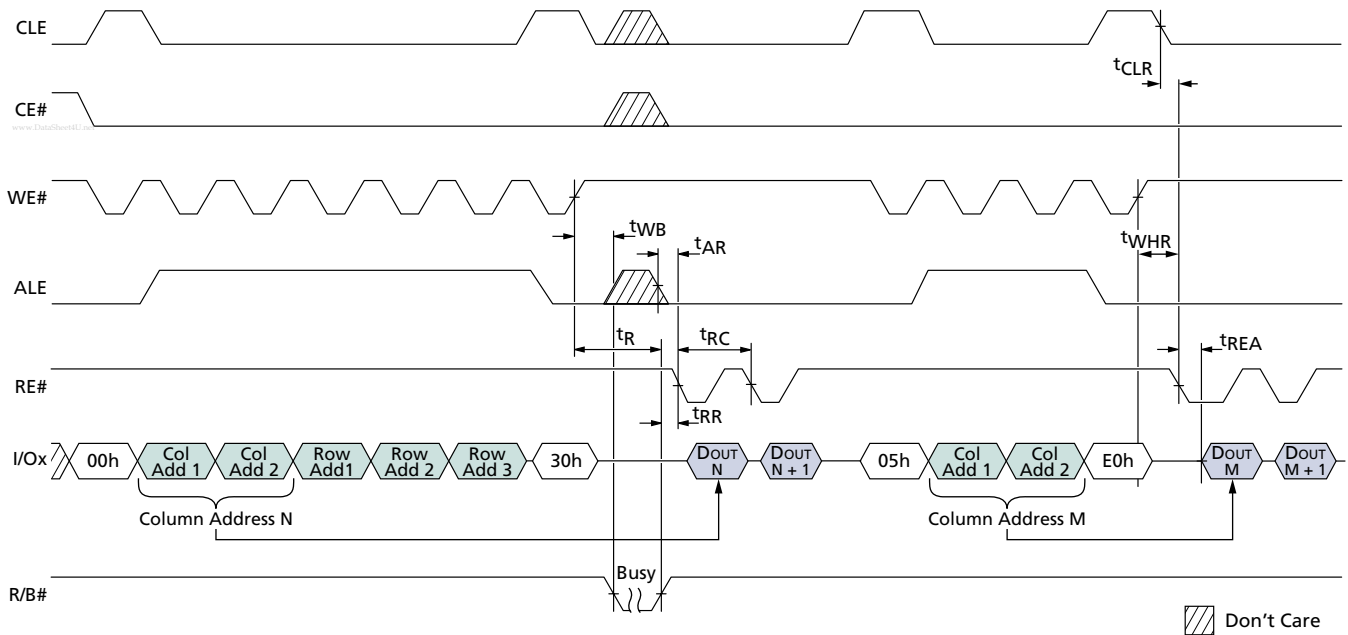 CLE
tCLR
CE#
www.DataSheet4U.net
WE#
tWB
tAR
tWHR
ALE
tR
tRC
tREA
RE#
tRR
I/Ox
00h
Col Add 1
Col Add 2
Row Add1
Row Add 2
Row Add 3
30h
DOUT N
DOUT N + 1
05h
Col Add 1
Col Add 2
E0h
DOUT M
DOUT M + 1
Column Address N
Column Address M
Busy
R/B#
Don't Care